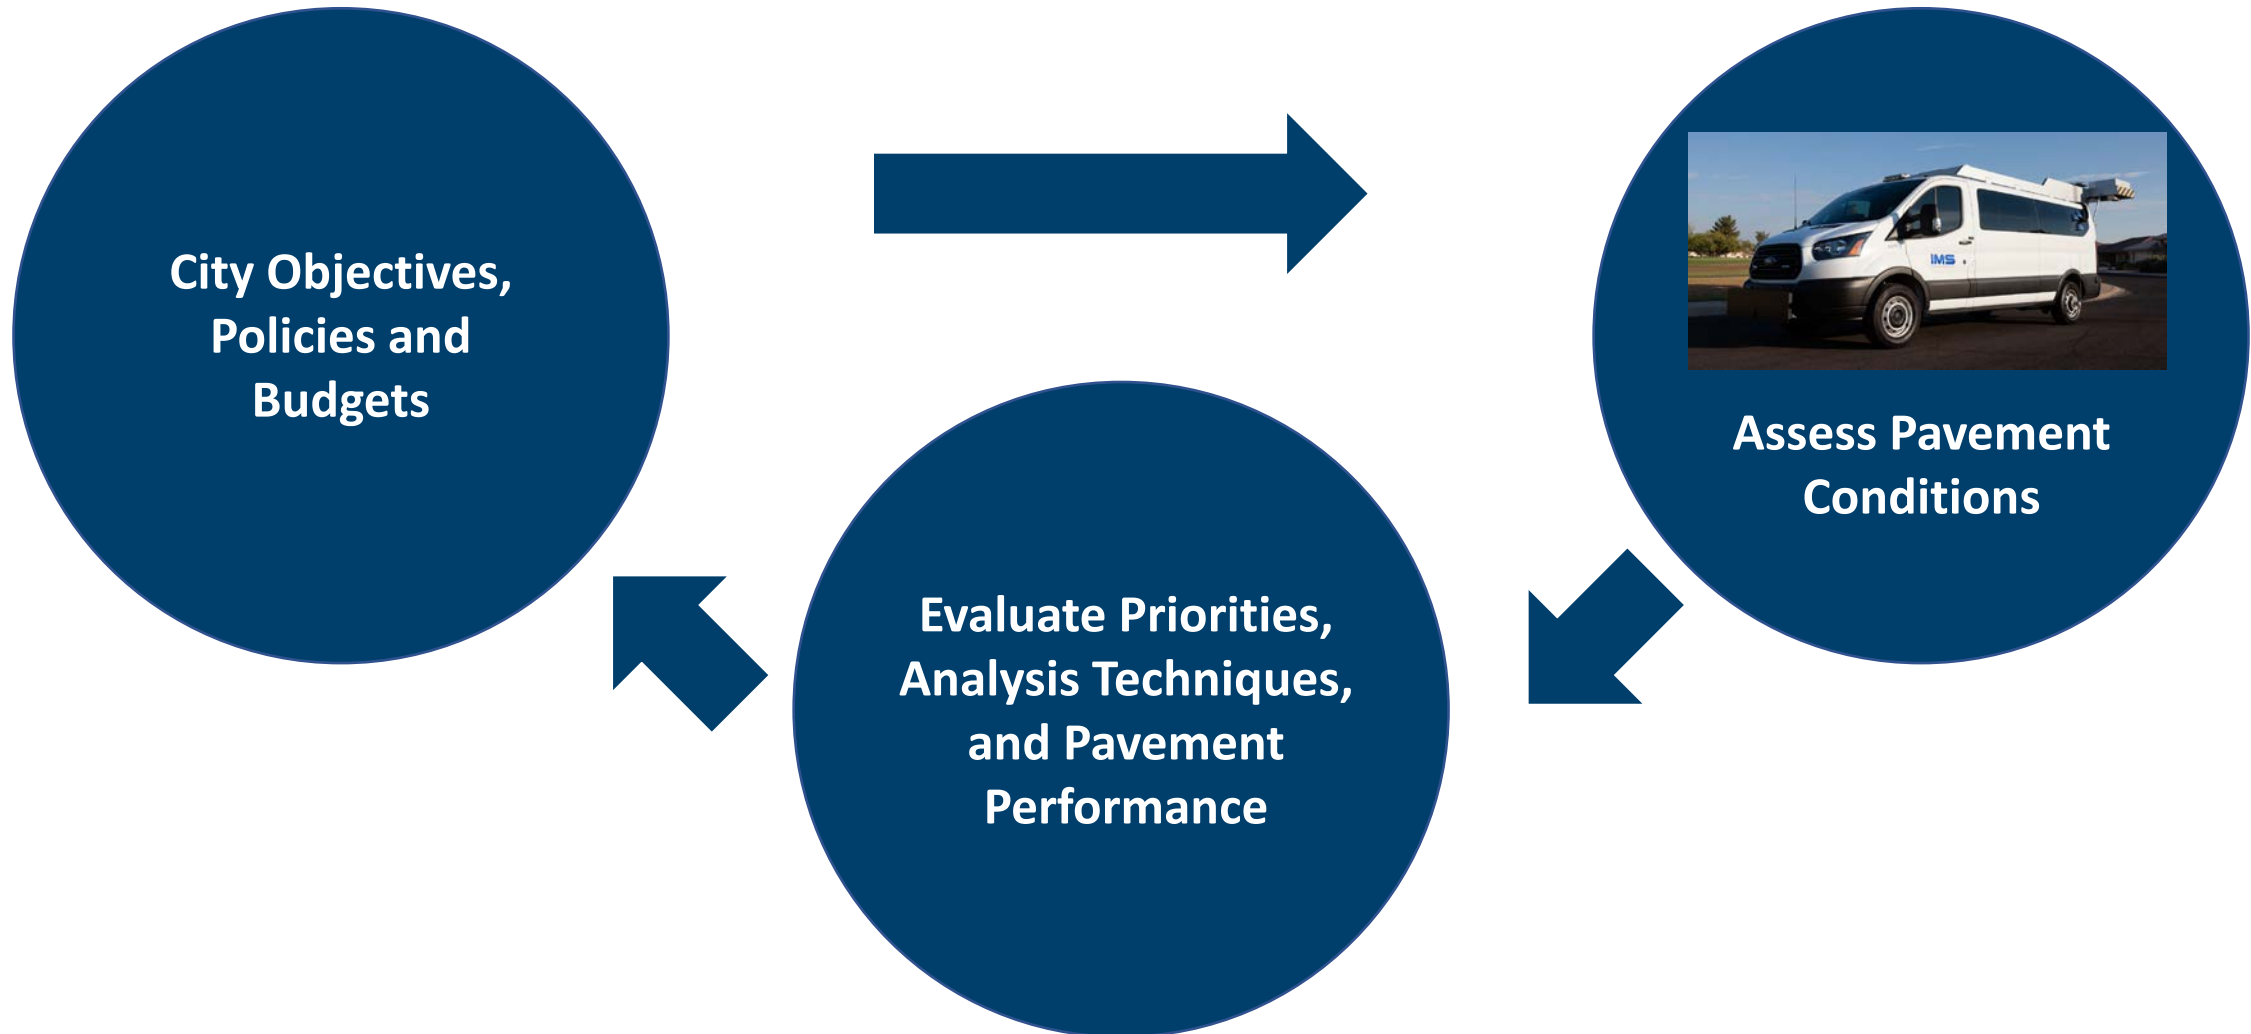 City Objectives,
Policies and
Budgets
IMS
Assess Pavement
Conditions
Evaluate Priorities,
Analysis Techniques,
and Pavement
Performance